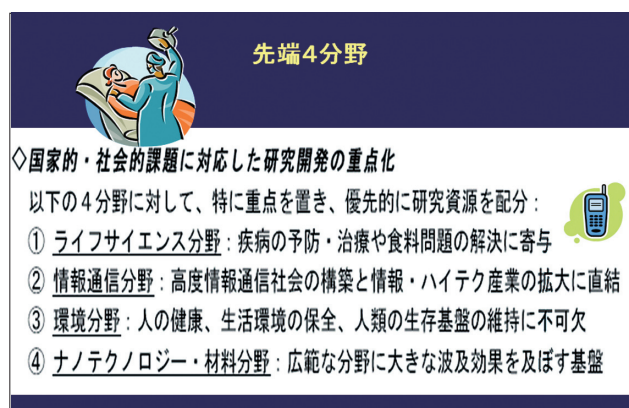 先端4分野
◇国家的・社会的課題に対応した研究開発の重点化
以下の4分野に対して、特に重点を置き、優先的に研究資源を配分：
① ライフサイエンス分野：疾病の予防・治療や食料問題の解決に寄与
② 情報通信分野：高度情報通信社会の構築と情報・ハイテク産業の拡大に直結
③ 環境分野：人の健康、生活環境の保全、人類の生存基盤の維持に不可欠
④ ナノテクノロジー・材料分野：広範な分野に大きな波及効果を及ぼす基盤